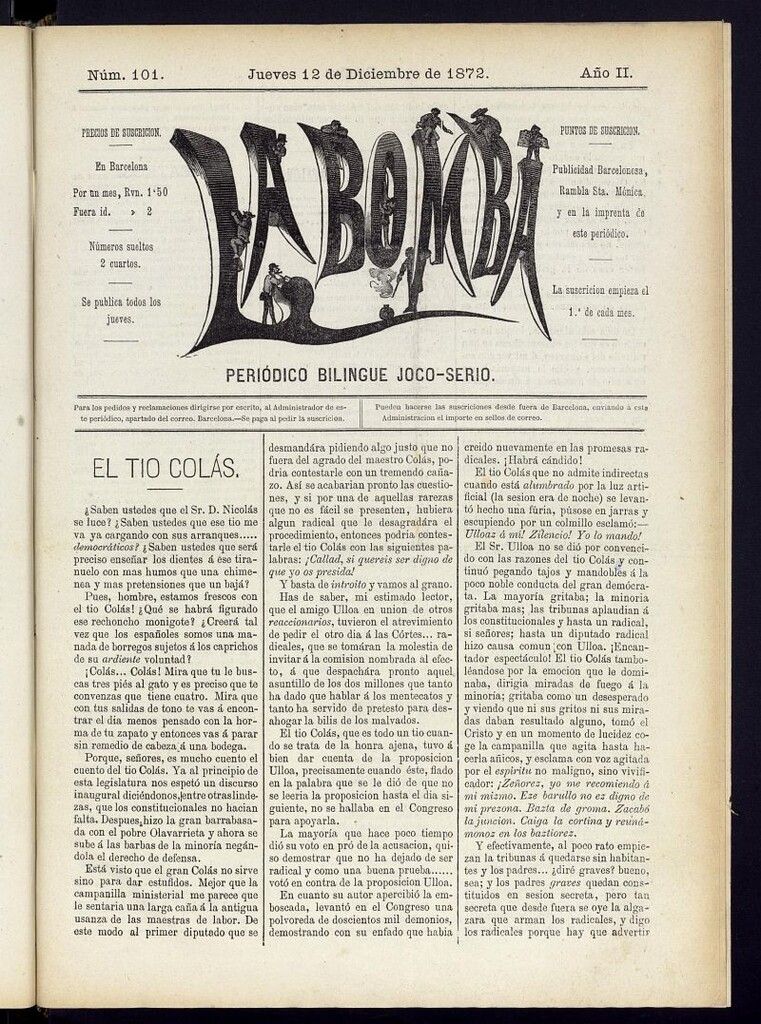 Núm. 101.
Jueves 12 de Diciembre de 1872.
Año II.
PRECIOS DE SUSCRICION.
En Barcelona
Por un mes, Rvn. 1'50
Fuera id. » 2
Números sueltos
2 cuartos.
Se publica todos los
jueves.
LA BOMBA
PUNTOS DE SUSCRICION.
Publicidad Barcelonesa,
Rambla Sta. Mónica,
y en la imprenta de
este periódico.
La suscricion empieza el
1.º de cada mes.
PERIÓDICO BILINGUE JOCO-SERIO.
Para los pedidos y reclamaciones dirigirse por escrito, al Administrador de es-
te periódico, apartado del correo. Barcelona.—Se paga al pedir la suscricion.
Pueden hacerse las suscriciones desde fuera de Barcelona, enviando á esta
Administracion el importe en sellos de correo.
EL TIO COLÁS.
¿Saben ustedes que el Sr. D. Nicolás
se luce? ¿Saben ustedes que ese tio me
va ya cargando con sus arranques.....
democráticos? ¿Saben ustedes que será
preciso enseñar los dientes á ese tira-
nuelo con mas humos que una chime-
nea y mas pretensiones que un bajá?
Pues, hombre, estamos frescos con
el tio Colás! ¿Qué se habrá figurado
ese rechoncho monigote? ¿Creerá tal
vez que los españoles somos una ma-
nada de borregos sujetos á los caprichos
de su ardiente voluntad?
¡Colás... Colás! Mira que tu le bus-
cas tres piés al gato y es preciso que te
convenzas que tiene cuatro. Mira que
con tus salidas de tono te vas á encon-
trar el dia menos pensado con la hor-
ma de tu zapato y entonces vas á parar
sin remedio de cabeza á una bodega.
Porque, señores, es mucho cuento el
cuento del tio Colás. Ya al principio de
esta legislatura nos espetó un discurso
inaugural diciéndonos, entre otras linde-
zas, que los constitucionales no hacian
falta. Despues hizo la gran barrabasa-
da con el pobre Olavarrieta y ahora se
sube á las barbas de la minoría negán-
dola el derecho de defensa.
Está visto que el gran Colás no sirve
sino para dar estufidos. Mejor que la
campanilla ministerial me parece que
le sentaria una larga caña á la antigua
usanza de las maestras de labor. De
este modo al primer diputado que se
desmandára pidiendo algo justo que no
fuera del agrado del maestro Colás, po-
dria contestarle con un tremendo caña-
zo. Así se acabarian pronto las cuestio-
nes, y si por una de aquellas rarezas
que no es fácil se presenten, hubiera
algun radical que le desagradára el
procedimiento, entonces podria contes-
tarle el tio Colás con las siguientes pa-
labras: ¡Callad, si quereis ser digno de
que yo os presida!
Y basta de introito y vamos al grano.
Has de saber, mi estimado lector,
que el amigo Ulloa en union de otros
reaccionarios, tuvieron el atrevimiento
de pedir el otro dia á las Córtes... ra-
dicales, que se tomáran la molestia de
invitar á la comision nombrada al efec-
to, á que despachára pronto aquel
asuntillo de los dos millones que tanto
ha dado que hablar á los mentecatos y
tanto ha servido de pretesto para des-
ahogar la bilis de los malvados.
El tio Colás, que es todo un tio cuan-
do se trata de la honra ajena, tuvo á
bien dar cuenta de la proposicion
Ulloa, precisamente cuando éste, fiado
en la palabra que se le dió de que no
se leeria la proposicion hasta el dia si-
guiente, no se hallaba en el Congreso
para apoyarla.
La mayoría que hace poco tiempo
dió su voto en pró de la acusacion, qui-
so demostrar que no ha dejado de ser
radical y como una buena prueba......
votó en contra de la proposicion Ulloa.
En cuanto su autor apercibió la em-
boscada, levantó en el Congreso una
polvoreda de doscientos mil demonios,
demostrando con su enfado que habia
creido nuevamente en las promesas ra-
dicales. ¡Habrá cándido!
El tio Colás que no admite indirectas
cuando está alumbrado por la luz arti-
ficial (la sesion era de noche) se levan-
tó hecho una fúria, púsose en jarras y
escupiendo por un colmillo esclamó:—
Ulloaz á mí! Zilencio! Yo lo mando!
El Sr. Ulloa no se dió por convenci-
do con las razones del tio Colás y con-
tinuó pegando tajos y mandobles á la
poco noble conducta del gran demócra-
ta. La mayoría gritaba; la minoria
gritaba mas; las tribunas aplaudian á
los constitucionales y hasta un radical,
si señores; hasta un diputado radical
hizo causa comun con Ulloa. ¡Encan-
tador espectáculo! El tio Colás tambo-
léandose por la emocion que le domi-
naba, dirigia miradas de fuego á la
minoría; gritaba como un desesperado
y viendo que ni sus gritos ni sus mira-
das daban resultado alguno, tomó el
Cristo y en un momento de lucidez co-
ge la campanilla que agita hasta ha-
cerla añicos, y esclama con voz agitada
por el espíritu no maligno, sino vivifi-
cador: ¡Zeñorez, yo me recomiendo á
mi mizmo. Eze barullo no ez digno de
mi prezona. Bazta de groma. Zacabó
la juncion. Caiga la cortina y reuná-
monoz en los baztiorez.
Y efectivamente, al poco rato empie-
zan la tribunas á quedarse sin habitan-
tes y los padres... ¿diré graves? bueno,
sea; y los padres graves quedan cons-
tituidos en sesion secreta, pero tan
secreta que desde fuera se oye la alga-
zara que arman los radicales, y digo
los radicales porque hay que advertir